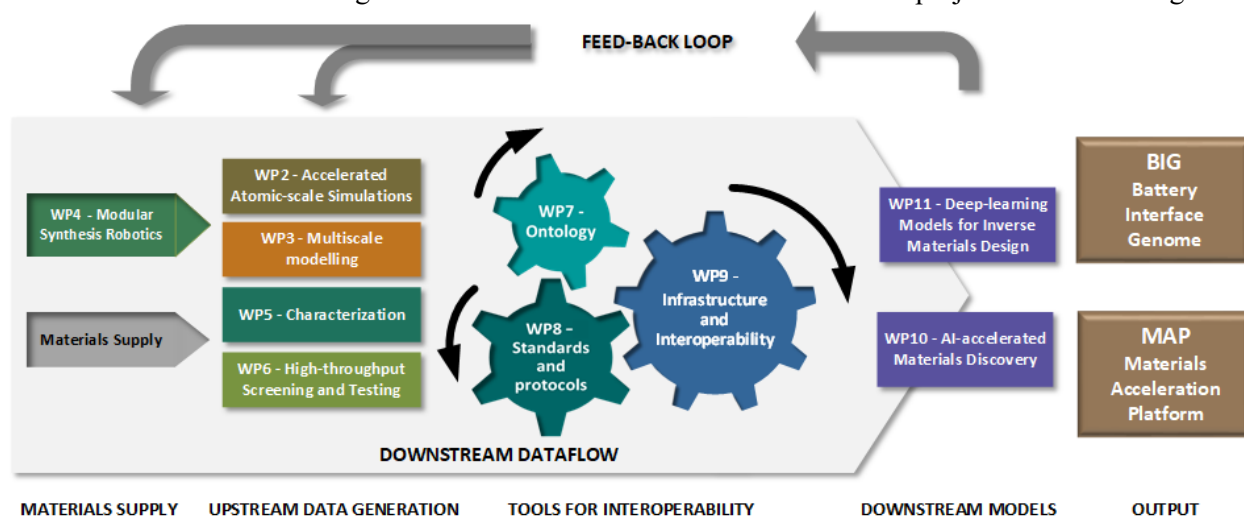 FEED-BACK LOOP
WP4 - Modular
Synthesis Robotics
Materials Supply
WP2 - Accelerated
Atomic-scale Simulations
WP3 - Multiscale
modelling
WP5 - Characterization
WP6 - High-throughput
Screening and Testing
WP7 -
Ontology
WP8 –
Standards
and
protocols
WP9 -
Infrastructure
and
Interoperability
WP11 - Deep-learning
Models for Inverse
Materials Design
WP10 - AI-accelerated
Materials Discovery
BIG
Battery
Interface
Genome
MAP
Materials
Acceleration
Platform
DOWNSTREAM DATAFLOW
MATERIALS SUPPLY
UPSTREAM DATA GENERATION
TOOLS FOR INTEROPERABILITY
DOWNSTREAM MODELS
OUTPUT